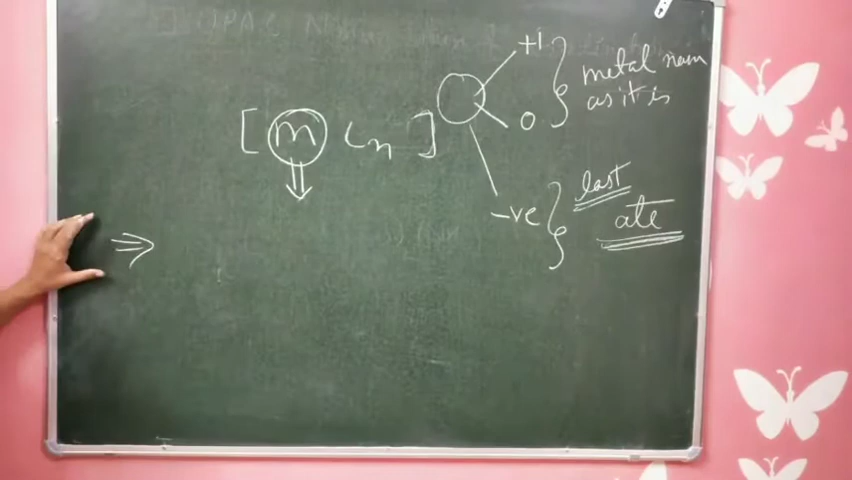 +1
metal nam
as it is
[ m Ln ]
0
last
-ve
ate